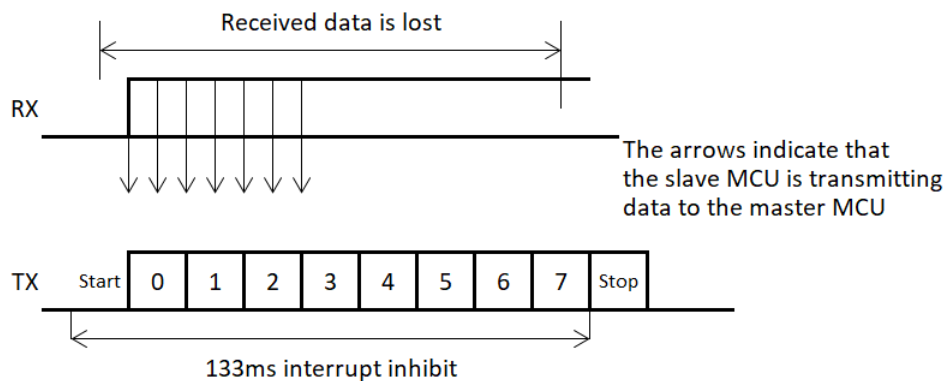 Received data is lost
RX
The arrows indicate that
the slave MCU is transmitting
data to the master MCU
TX Start 0 1 2 3 4 5 6 7 Stop
133ms interrupt inhibit